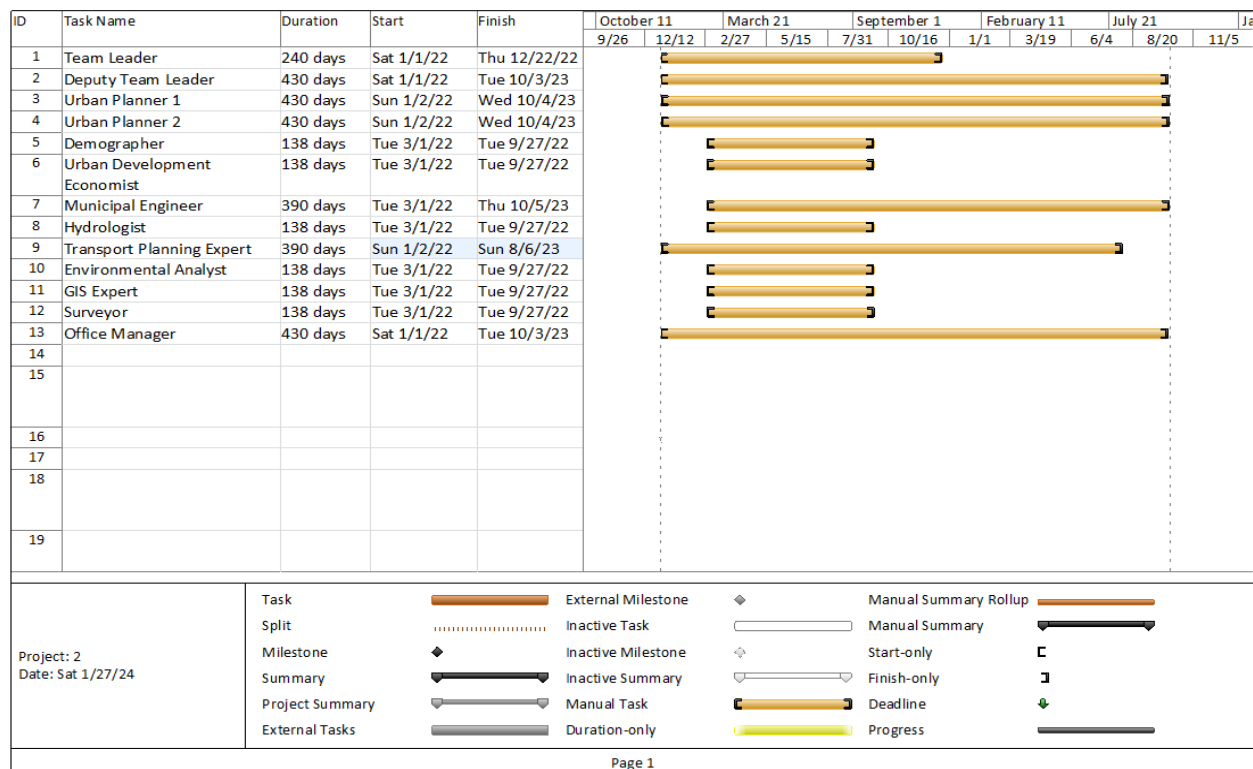 ID Task Name Duration Start Finish October 11 March 21 September 1 February 11 July 21 Ja
9/26 12/12 2/27 5/15 7/31 10/16 1/1 3/19 6/4 8/20 11/5
1 Team Leader 240 days Sat 1/1/22 Thu 12/22/22
2 Deputy Team Leader 430 days Sat 1/1/22 Tue 10/3/23
3 Urban Planner 1 430 days Sun 1/2/22 Wed 10/4/23
4 Urban Planner 2 430 days Sun 1/2/22 Wed 10/4/23
5 Demographer 138 days Tue 3/1/22 Tue 9/27/22
6 Urban Development 138 days Tue 3/1/22 Tue 9/27/22
Economist
7 Municipal Engineer 390 days Tue 3/1/22 Thu 10/5/23
8 Hydrologist 138 days Tue 3/1/22 Tue 9/27/22
9 Transport Planning Expert 390 days Sun 1/2/22 Sun 8/6/23
10 Environmental Analyst 138 days Tue 3/1/22 Tue 9/27/22
11 GIS Expert 138 days Tue 3/1/22 Tue 9/27/22
12 Surveyor 138 days Tue 3/1/22 Tue 9/27/22
13 Office Manager 430 days Sat 1/1/22 Tue 10/3/23
14
15
16
17
18
19
Project: 2
Date: Sat 1/27/24
Task
Split
Milestone
Summary
Project Summary
External Tasks
External Milestone
Inactive Task
Inactive Milestone
Inactive Summary
Manual Task
Duration-only
Manual Summary Rollup
Manual Summary
Start-only
Finish-only
Deadline
Progress
Page 1